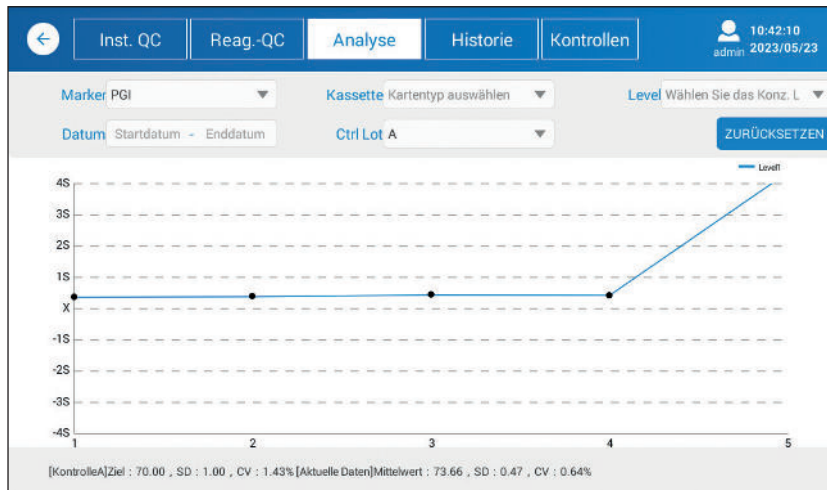 Inst. QC Reag.-QC Analyse Historie Kontrollen 10:42:10
admin 2023/05/23
Marker PGI Kassette Kartentyp auswählen Level Wählen Sie das Konz. L
Datum Startdatum - Enddatum Ctrl Lot A ZURÜCKSETZEN
Level1
4S
3S
2S
1S
X
-1S
-2S
-3S
-4S
1 2 3 4 5
[KontrolleA]Ziel : 70.00 , SD : 1.00 , CV : 1.43% [Aktuelle Daten]Mittelwert : 73.66 , SD : 0.47 , CV : 0.64%